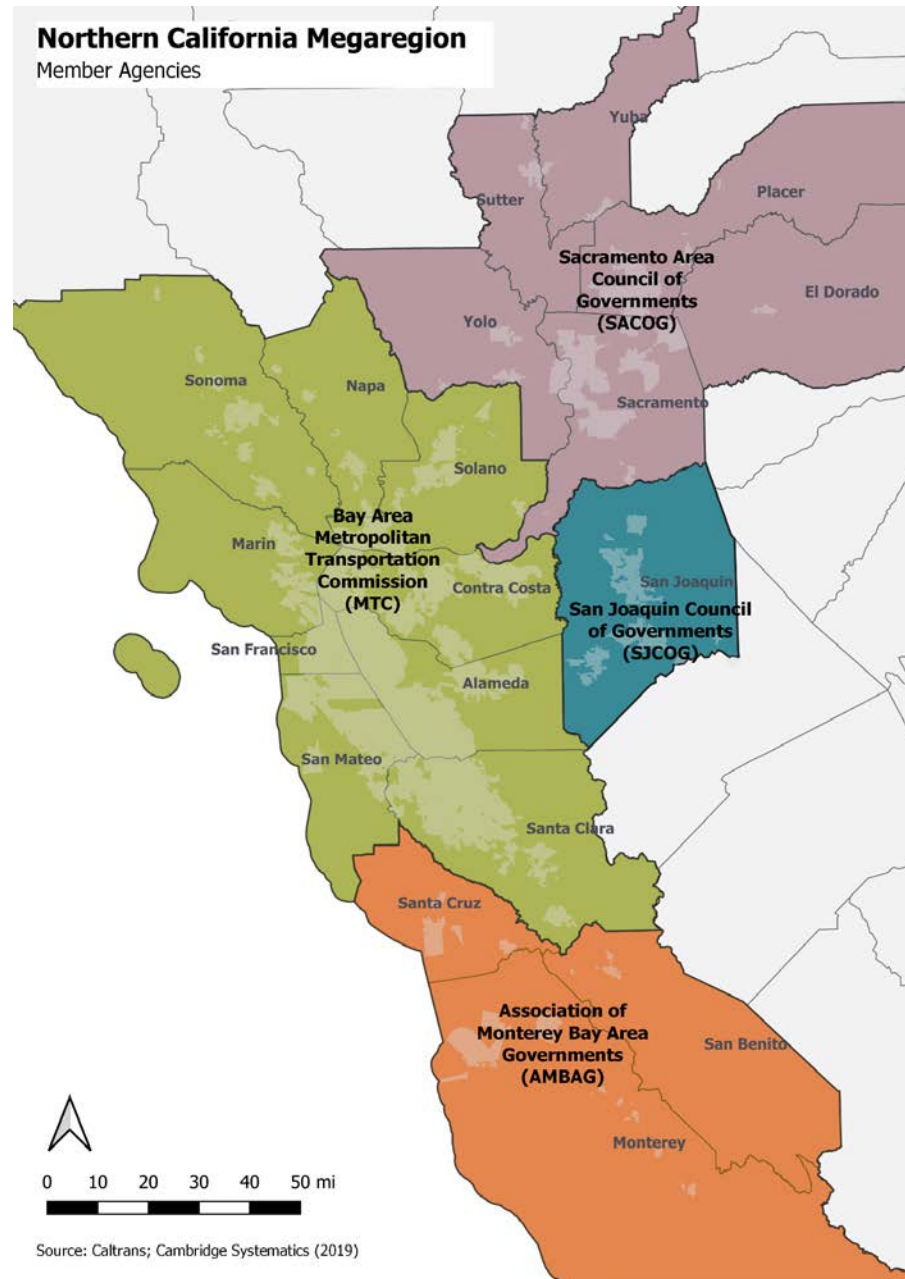 Northern California Megaregion
Member Agencies
Yuba
Placer
Sutter
Sacramento Area
Council of
Governments
(SACOG)
El Dorado
Yolo
Sonoma
Napa
Sacramento
Solano
Bay Area
Metropolitan
Transportation
Commission
(MTC)
Marin
Contra Costa
San Joaquin
San Joaquin Council
of Governments
(SJCOG)
San Francisco
Alameda
San Mateo
Santa Clara
Santa Cruz
Association of
Monterey Bay Area
Governments
(AMBAG)
San Benito
Monterey
0 10 20 30 40 50 mi
Source: Caltrans; Cambridge Systematics (2019)